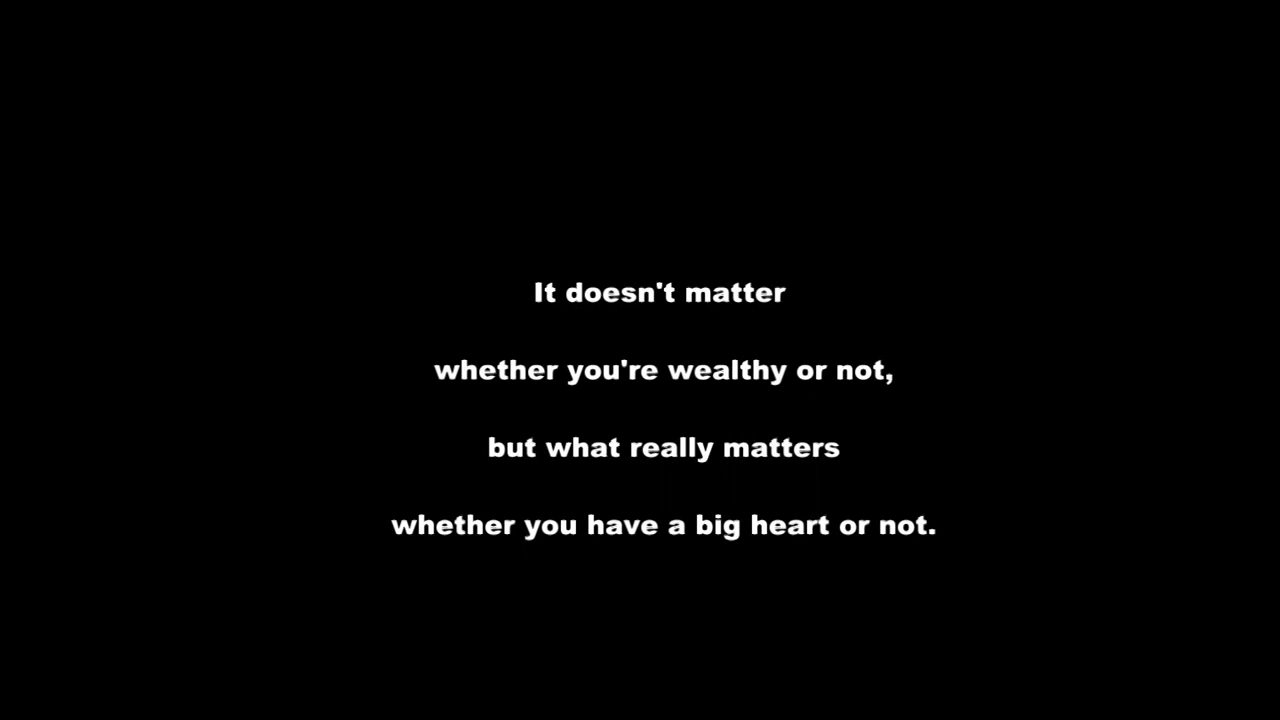 It doesn't matter
whether you're wealthy or not,
but what really matters
whether you have a big heart or not.